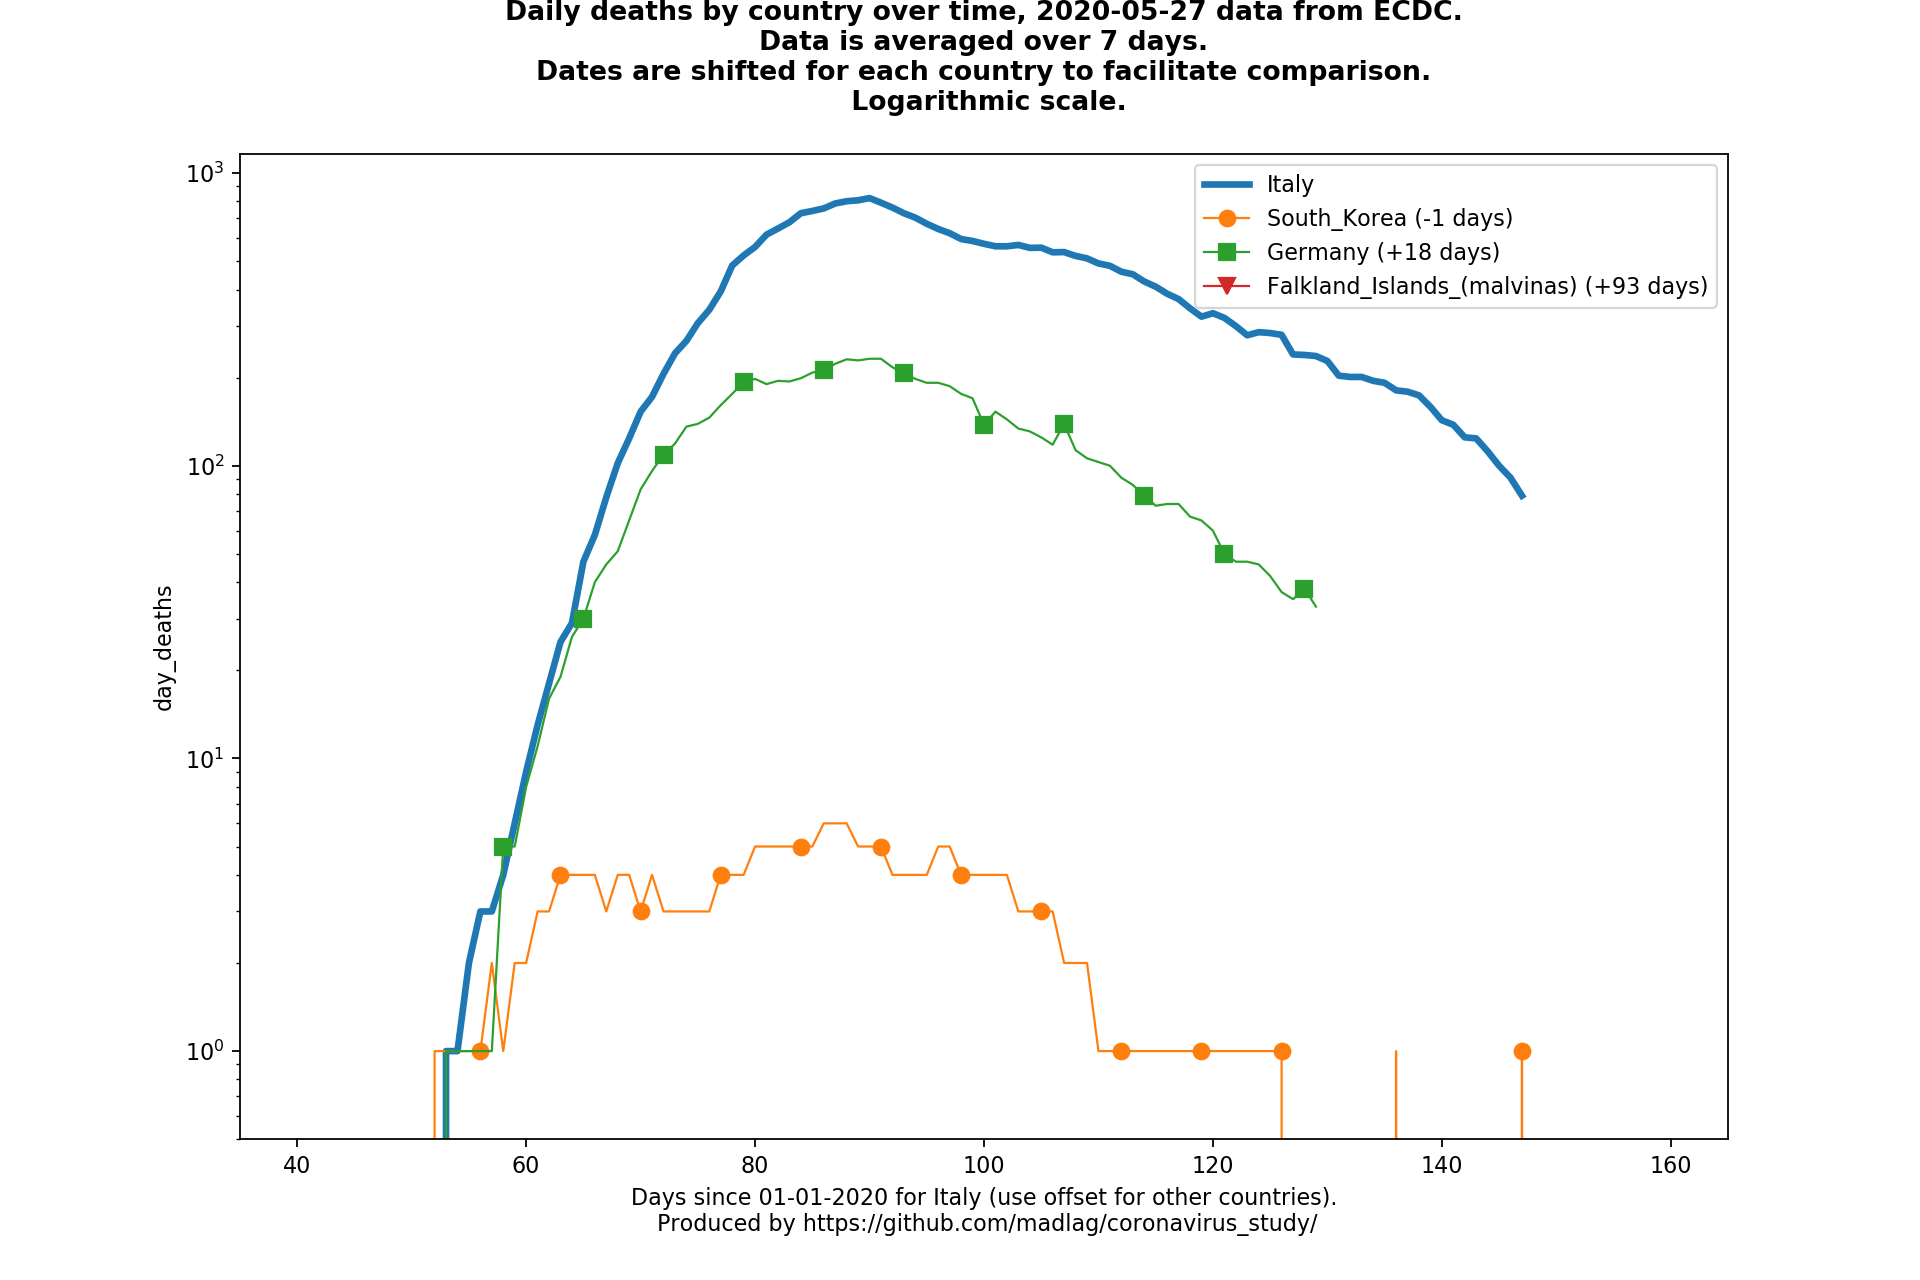 Daily deaths by country over time, 2020-05-27 data from ECDC.
Data is averaged over 7 days.
Dates are shifted for each country to facilitate comparison.
Logarithmic scale.
10³
Italy
South_Korea (-1 days)
Germany (+18 days)
Falkland_Islands_(malvinas) (+93 days)
10²
10¹
10⁰
day_deaths
40 60 80 100 120 140 160
Days since 01-01-2020 for Italy (use offset for other countries).
Produced by https://github.com/madlag/coronavirus_study/